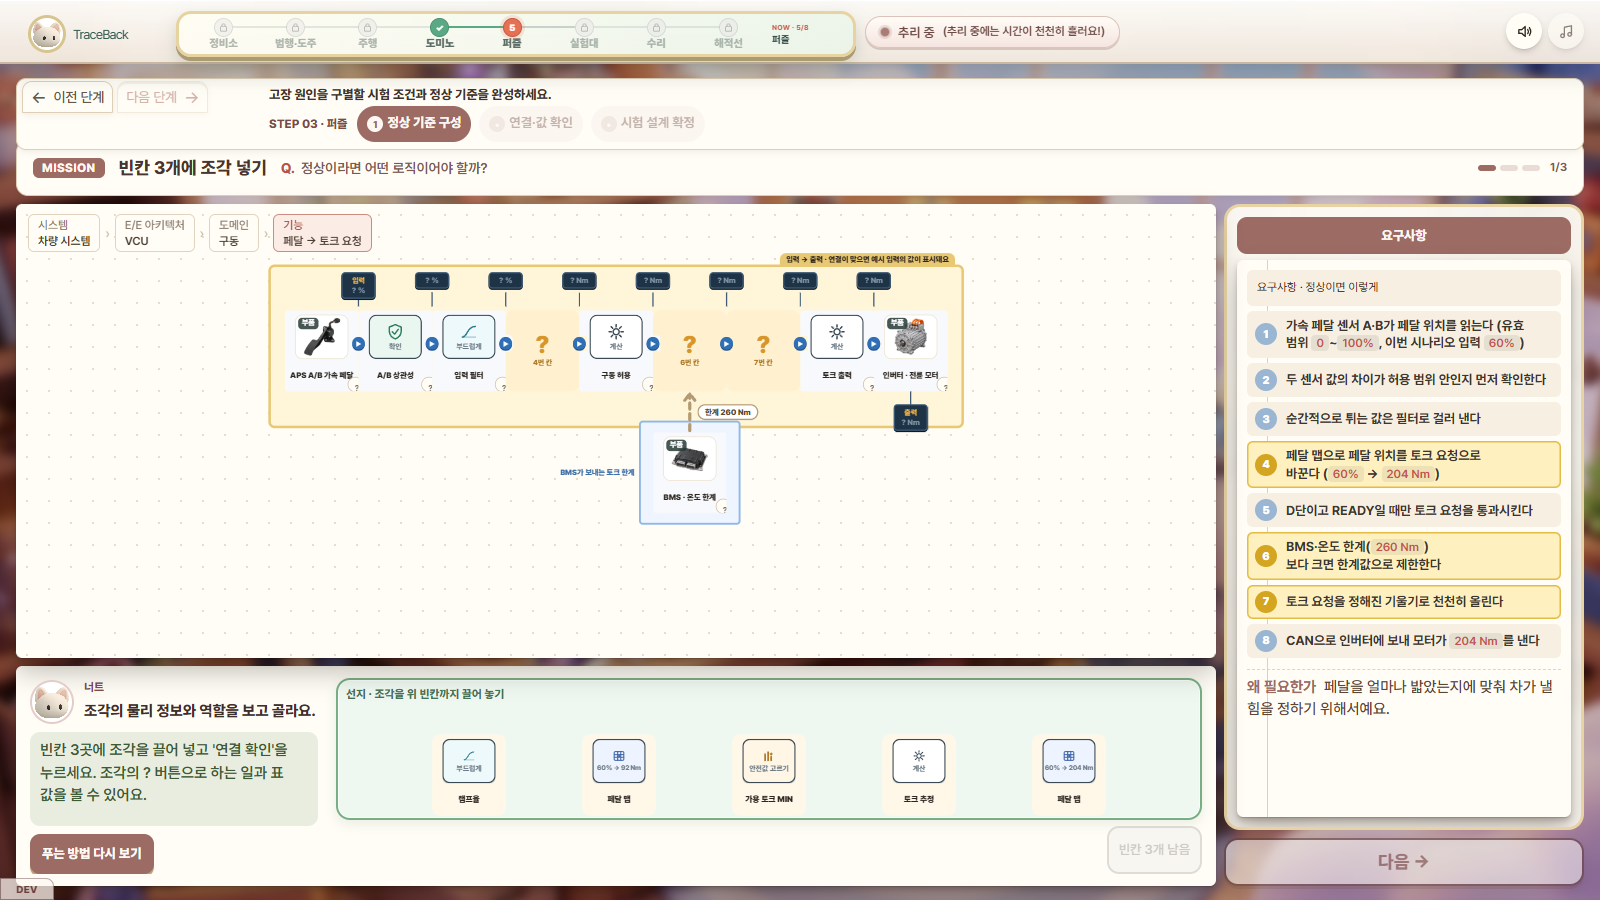 TraceBack
정비소
범행·도주
주행
도미노
5
퍼즐
실험대
수리
해적선
NOW · 5/8
퍼즐
추리 중 (추리 중에는 시간이 천천히 흘러요!)
← 이전 단계
다음 단계 →
고장 원인을 구별할 시험 조건과 정상 기준을 완성하세요.
STEP 03 · 퍼즐
1 정상 기준 구성
연결·값 확인
시험 설계 확정
MISSION
빈칸 3개에 조각 넣기
Q. 정상이라면 어떤 로직이어야 할까?
1/3
시스템
차량 시스템
E/E 아키텍처
VCU
도메인
구동
기능
페달 → 토크 요청
입력 → 출력 · 연결이 맞으면 예시 입력의 값이 표시돼요
입력
? %
? %
? %
? Nm
? Nm
? Nm
? Nm
? Nm
부품
APS A/B 가속 페달
?
확인
A/B 상관성
?
부드럽게
입력 필터
?
?
4번 칸
계산
구동 허용
?
?
6번 칸
?
7번 칸
계산
토크 출력
?
부품
인버터 · 전륜 모터
?
출력
? Nm
한계 260 Nm
BMS가 보내는 토크 한계
부품
BMS · 온도 한계
?
너트
조각의 물리 정보와 역할을 보고 골라요.
빈칸 3곳에 조각을 끌어 넣고 '연결 확인'을
누르세요. 조각의 ? 버튼으로 하는 일과 표
값을 볼 수 있어요.
푸는 방법 다시 보기
DEV
선지 · 조각을 위 빈칸까지 끌어 놓기
부드럽게
램프율
60% → 92 Nm
페달 맵
안전값 고르기
가용 토크 MIN
계산
토크 추정
60% → 204 Nm
페달 맵
빈칸 3개 남음
요구사항
요구사항 · 정상이면 이렇게
1
가속 페달 센서 A·B가 페달 위치를 읽는다 (유효
범위 0 ~ 100% , 이번 시나리오 입력 60% )
2
두 센서 값의 차이가 허용 범위 안인지 먼저 확인한다
3
순간적으로 튀는 값은 필터로 걸러 낸다
4
페달 맵으로 페달 위치를 토크 요청으로
바꾼다 ( 60% → 204 Nm )
5
D단이고 READY일 때만 토크 요청을 통과시킨다
6
BMS·온도 한계( 260 Nm )
보다 크면 한계값으로 제한한다
7
토크 요청을 정해진 기울기로 천천히 올린다
8
CAN으로 인버터에 보내 모터가 204 Nm 를 낸다
왜 필요한가 페달을 얼마나 밟았는지에 맞춰 차가 낼
힘을 정하기 위해서예요.
다음 →